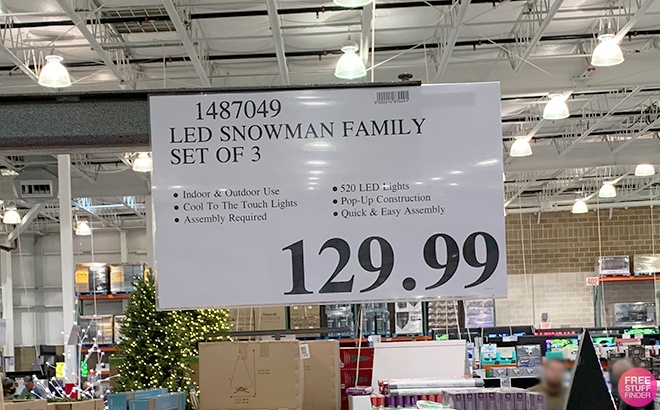 1487049
LED SNOWMAN FAMILY
SET OF 3
• Indoor & Outdoor Use
• Cool To The Touch Lights
• Assembly Required
• 520 LED Lights
• Pop-Up Construction
• Quick & Easy Assembly
129.99
402
FREE
STUFF
FINDER